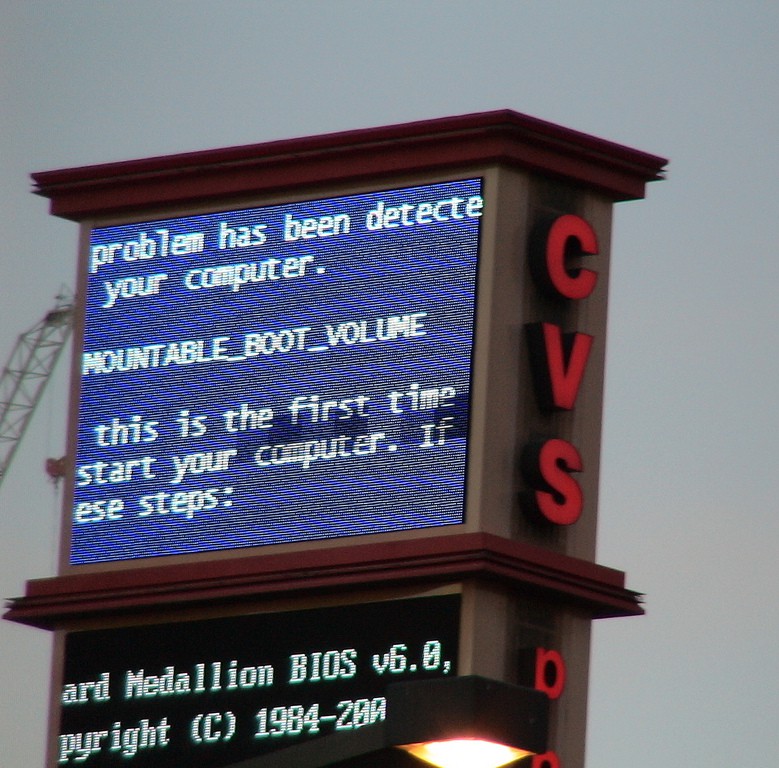 problem has been detecte
your computer.
MOUNTABLE_BOOT_VOLUME
this is the first time
start your computer. If
ese steps:
CVS
ard Medallion BIOS v6.0,
pyright (C) 1984-200
p